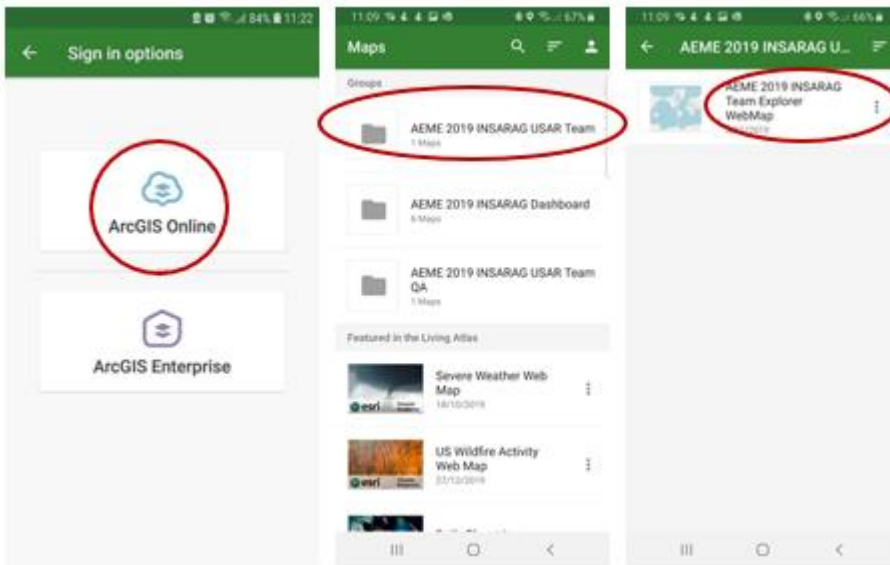 84% 11:22
Sign in options
ArcGIS Online
ArcGIS Enterprise
11:09 67%
Maps
Groups
AEME 2019 INSARAG USAR Team
1 Maps
AEME 2019 INSARAG Dashboard
6 Maps
AEME 2019 INSARAG USAR Team
QA
1 Maps
Featured in the Living Atlas
Severe Weather Web
Map
18/10/2019
esri
US Wildfire Activity
Web Map
esri
11:09 66%
AEME 2019 INSARAG U...
AEME 2019 INSARAG
Team Explorer
WebMap